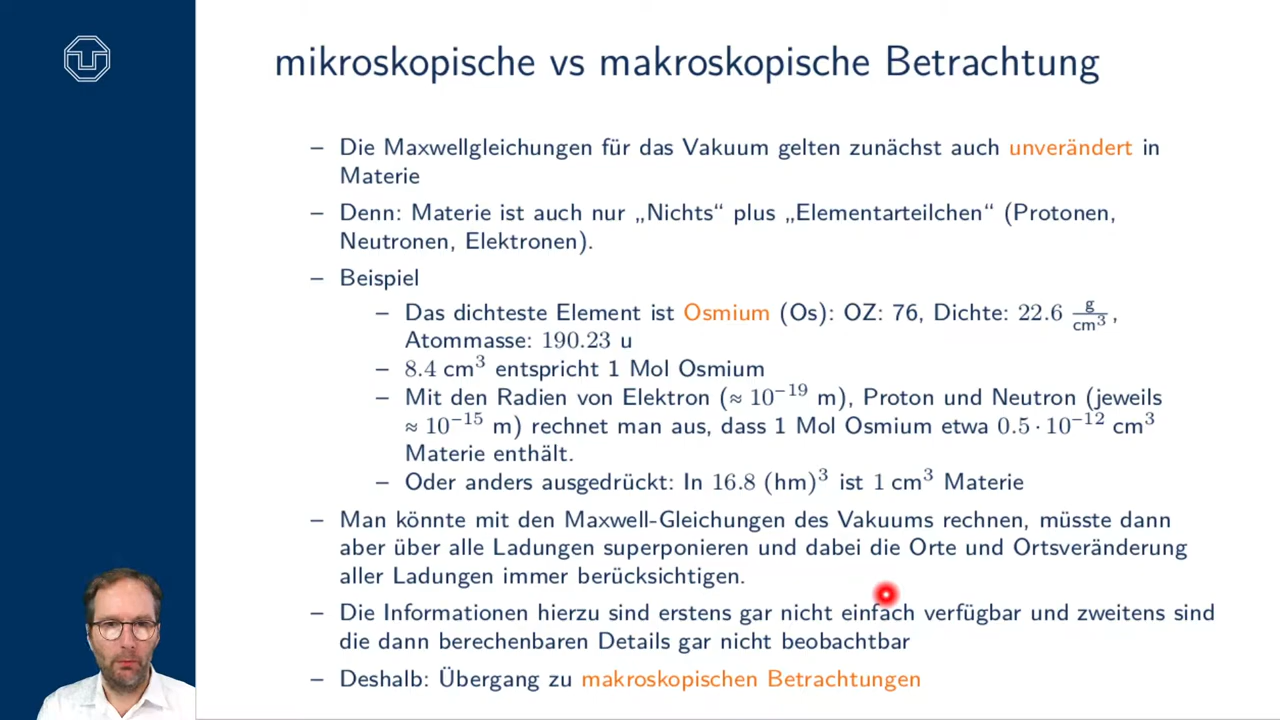 mikroskopische vs makroskopische Betrachtung
– Die Maxwellgleichungen für das Vakuum gelten zunächst auch unverändert in
Materie
– Denn: Materie ist auch nur „Nichts“ plus „Elementarteilchen“ (Protonen,
Neutronen, Elektronen).
– Beispiel
– Das dichteste Element ist Osmium (Os): OZ: 76, Dichte: 22.6 g/cm³,
Atommasse: 190.23 u
– 8.4 cm³ entspricht 1 Mol Osmium
– Mit den Radien von Elektron (≈ 10⁻¹⁹ m), Proton und Neutron (jeweils
≈ 10⁻¹⁵ m) rechnet man aus, dass 1 Mol Osmium etwa 0.5 · 10⁻¹² cm³
Materie enthält.
– Oder anders ausgedrückt: In 16.8 (hm)³ ist 1 cm³ Materie
– Man könnte mit den Maxwell-Gleichungen des Vakuums rechnen, müsste dann
aber über alle Ladungen superponieren und dabei die Orte und Ortsveränderung
aller Ladungen immer berücksichtigen.
– Die Informationen hierzu sind erstens gar nicht einfach verfügbar und zweitens sind
die dann berechenbaren Details gar nicht beobachtbar
– Deshalb: Übergang zu makroskopischen Betrachtungen